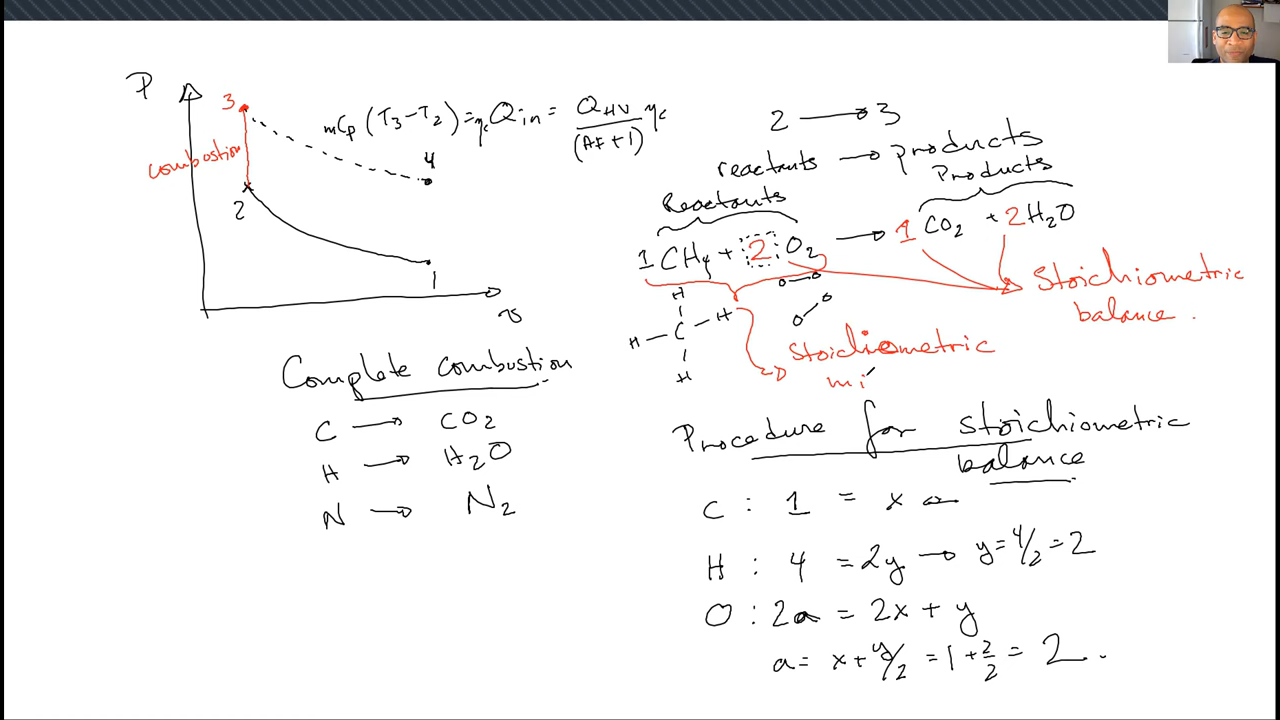 P
3
combustion
2
4
1
v
mCp (T3-T2) = ηc Qin = QHV/(AF+1) ηc
2 → 3
reactants → products
Reactants
Products
1 CH4 + 2 O2 → 1 CO2 + 2 H2O
Stoichiometric
balance.
O-O
O-O
H
H-C-H
H
Stoichiometric
mi
Complete combustion
C → CO2
H → H2O
N → N2
Procedure for stoichiometric
balance
C : 1 = x
H : 4 = 2y → y = 4/2 = 2
O : 2a = 2x + y
a = x + y/2 = 1 + 2/2 = 2.